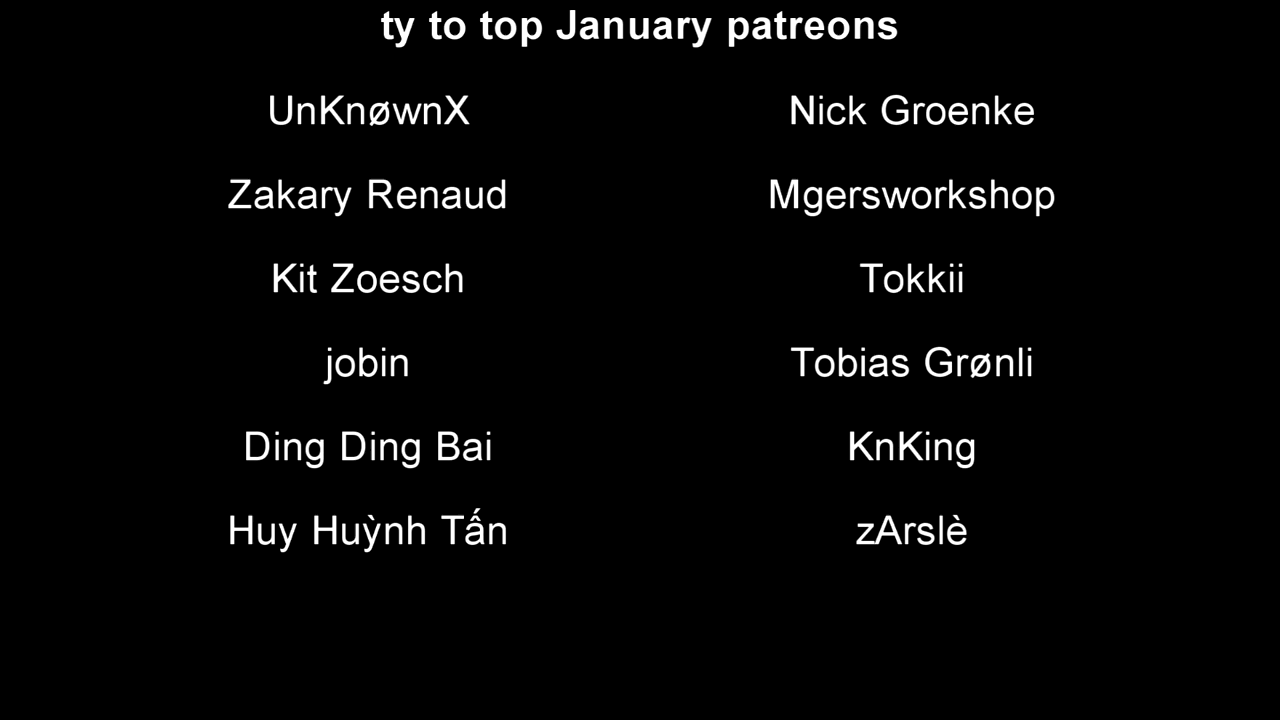 ty to top January patreons
UnKnøwnX
Nick Groenke
Zakary Renaud
Mgersworkshop
Kit Zoesch
Tokkii
jobin
Tobias Grønli
Ding Ding Bai
KnKing
Huy Huỳnh Tấn
zArslè